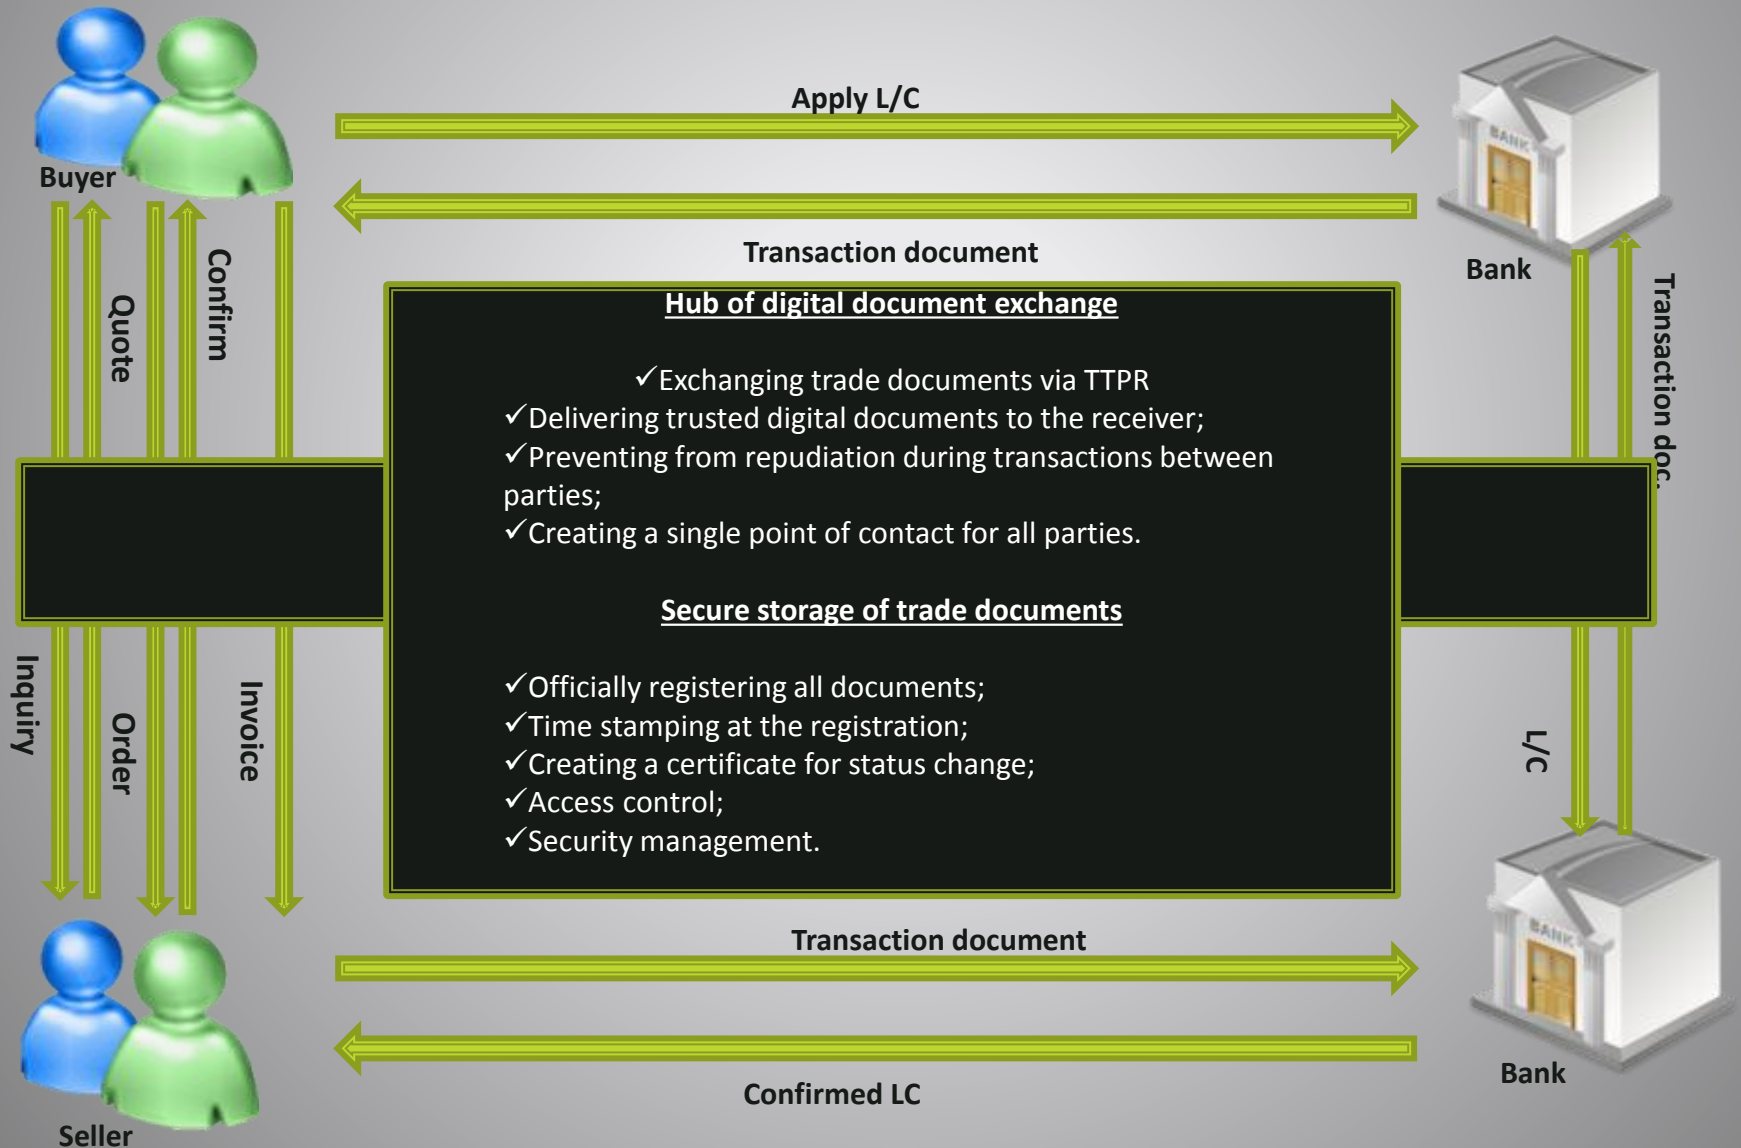 Apply L/C
BANK
Buyer
Transaction document
Bank
Confirm
Quote
Transaction doc.
Hub of digital document exchange
✓Exchanging trade documents via TTPR
✓Delivering trusted digital documents to the receiver;
✓Preventing from repudiation during transactions between
parties;
✓Creating a single point of contact for all parties.
Secure storage of trade documents
✓Officially registering all documents;
✓Time stamping at the registration;
✓Creating a certificate for status change;
✓Access control;
✓Security management.
Inquiry
Order
Invoice
L/C
BANK
Transaction document
Bank
Confirmed LC
Seller